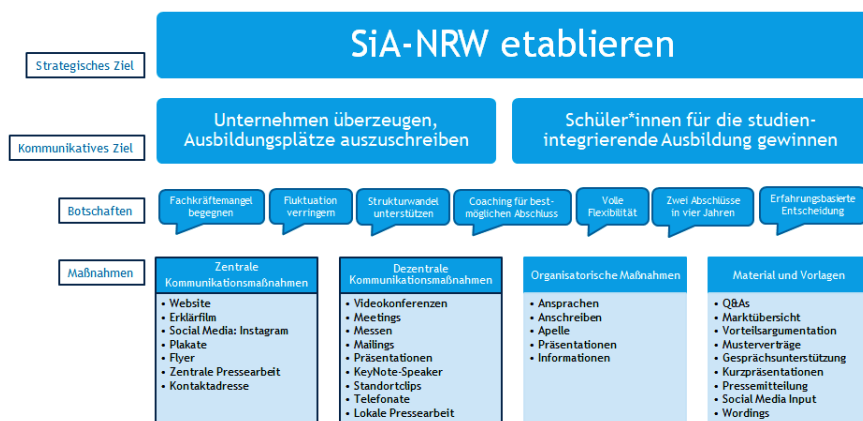 SiA-NRW etablieren
Strategisches Ziel
Unternehmen überzeugen,
Ausbildungsplätze auszuschreiben
Schüler*innen für die studien-
integrierende Ausbildung gewinnen
Kommunikatives Ziel
Botschaften
Fachkräftemangel
begegnen
Fluktuation
verringern
Strukturwandel
unterstützen
Coaching für best-
möglichen Abschluss
Volle
Flexibilität
Zwei Abschlüsse
in vier Jahren
Erfahrungsbasierte
Entscheidung
Maßnahmen
Zentrale
Kommunikationsmaßnahmen
• Website
• Erklärfilm
• Social Media: Instagram
• Plakate
• Flyer
• Zentrale Pressearbeit
• Kontaktadresse
Dezentrale
Kommunikationsmaßnahmen
• Videokonferenzen
• Meetings
• Messen
• Mailings
• Präsentationen
• KeyNote-Speaker
• Standortclips
• Telefonate
• Lokale Pressearbeit
Organisatorische Maßnahmen
• Ansprachen
• Anschreiben
• Apelle
• Präsentationen
• Informationen
Material und Vorlagen
• Q&As
• Marktübersicht
• Vorteilsargumentation
• Musterverträge
• Gesprächsunterstützung
• Kurzpräsentationen
• Pressemitteilung
• Social Media Input
• Wordings